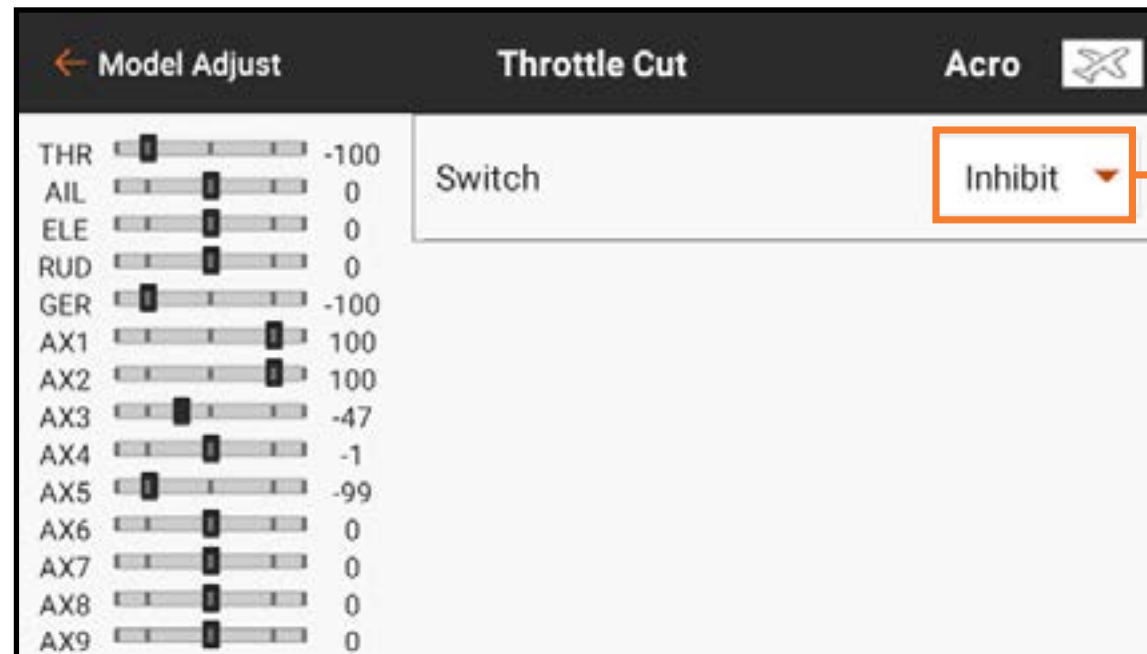 Model Adjust Throttle Cut Acro
Switch Inhibit
THR -100
AIL 0
ELE 0
RUD 0
GER -100
AX1 100
AX2 100
AX3 -47
AX4 -1
AX5 -99
AX6 0
AX7 0
AX8 0
AX9 0